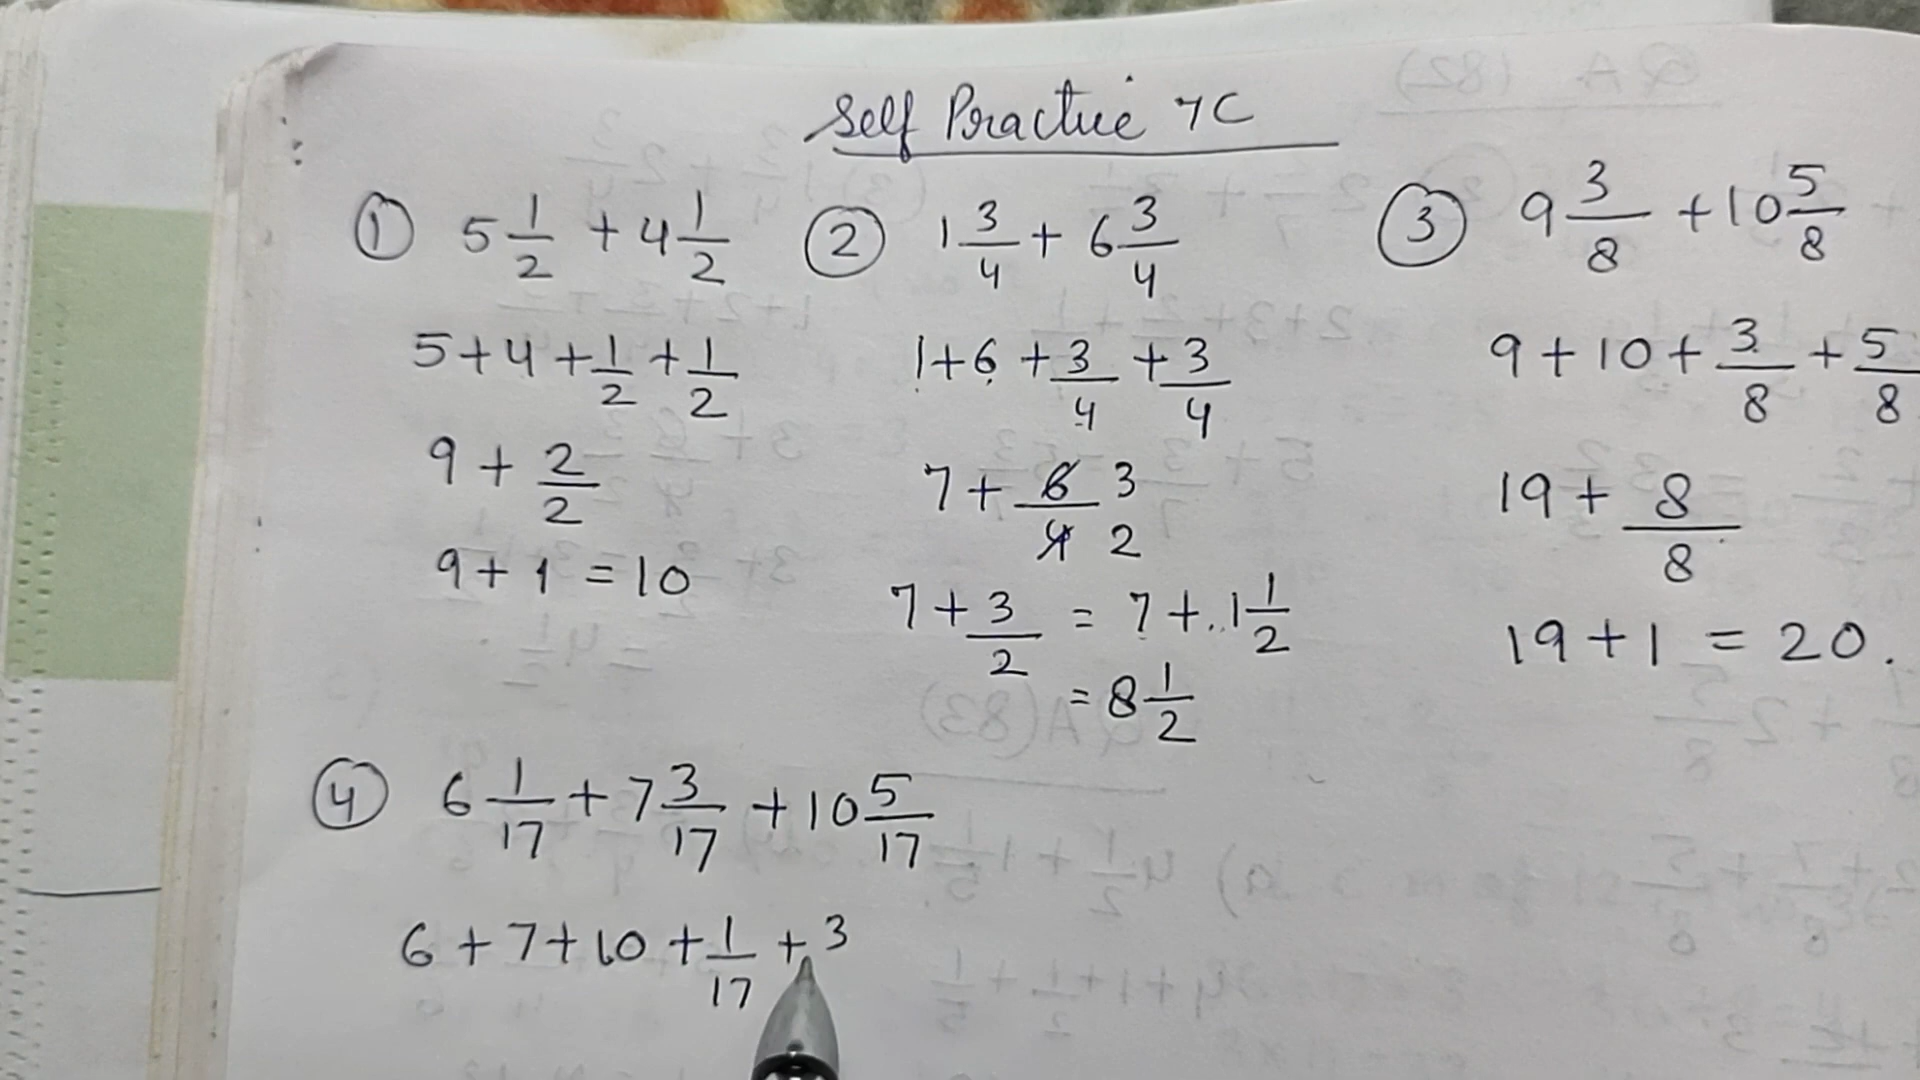 Self Practice 7C
① 5 1/2 + 4 1/2
5 + 4 + 1/2 + 1/2
9 + 2/2
9 + 1 = 10
② 1 3/4 + 6 3/4
1 + 6 + 3/4 + 3/4
7 + 6/4 3/2
7 + 3/2 = 7 + 1 1/2
= 8 1/2
③ 9 3/8 + 10 5/8
9 + 10 + 3/8 + 5/8
19 + 8/8
19 + 1 = 20.
④ 6 1/17 + 7 3/17 + 10 5/17
6 + 7 + 10 + 1/17 + 3